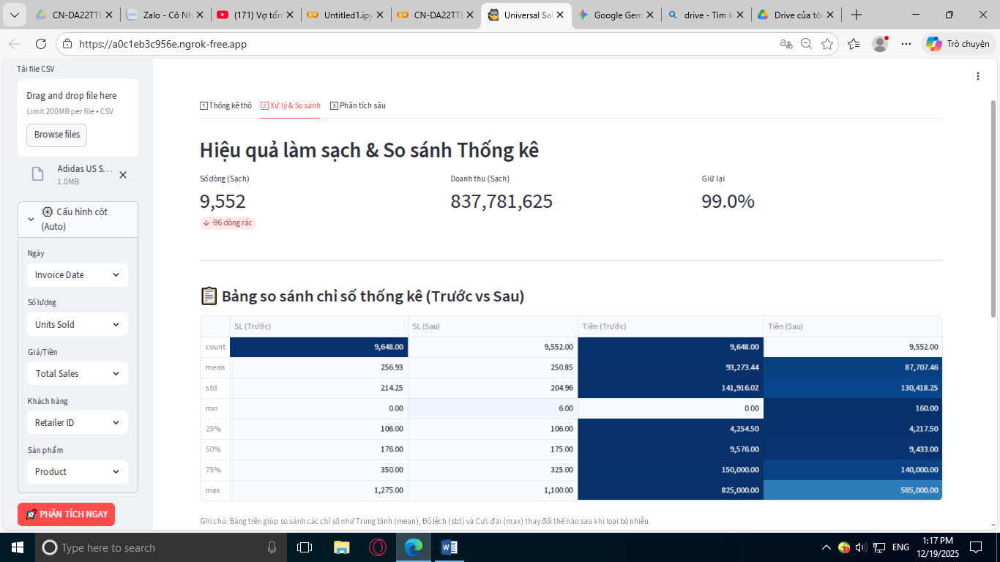 CN-DA22TTE
Zalo - Cô Nh
(171) Vợ tổn
Untitled1.ipy
CN-DA22TTE
Universal Sal
Google Gem
drive - Tìm k
Drive của tôi
https://a0c1eb3c956e.ngrok-free.app
Trò chuyện
Tải file CSV
Drag and drop file here
Limit 200MB per file • CSV
Browse files
Adidas US S...
1.0MB
Cấu hình cột
(Auto)
Ngày
Invoice Date
Số lượng
Units Sold
Giá/Tiền
Total Sales
Khách hàng
Retailer ID
Sản phẩm
Product
PHÂN TÍCH NGAY
1 Thống kê thô 2 Xử lý & So sánh 3 Phân tích sâu
Hiệu quả làm sạch & So sánh Thống kê
Số dòng (Sạch) Doanh thu (Sạch) Giữ lại
9,552 837,781,625 99.0%
↓ -96 dòng rác
Bảng so sánh chỉ số thống kê (Trước vs Sau)
SL (Trước) SL (Sau) Tiền (Trước) Tiền (Sau)
count 9,648.00 9,552.00 9,648.00 9,552.00
mean 256.93 250.85 93,273.44 87,707.46
std 214.25 204.96 141,916.02 130,418.25
min 0.00 6.00 0.00 160.00
25% 106.00 106.00 4,254.50 4,217.50
50% 176.00 175.00 9,576.00 9,433.00
75% 350.00 325.00 150,000.00 140,000.00
max 1,275.00 1,100.00 825,000.00 585,000.00
Ghi chú: Bảng trên giúp so sánh các chỉ số như Trung bình (mean), Độ lệch (std) và Cực đại (max) thay đổi thế nào sau khi loại bỏ nhiễu.
Type here to search
ENG
1:17 PM
12/19/2025